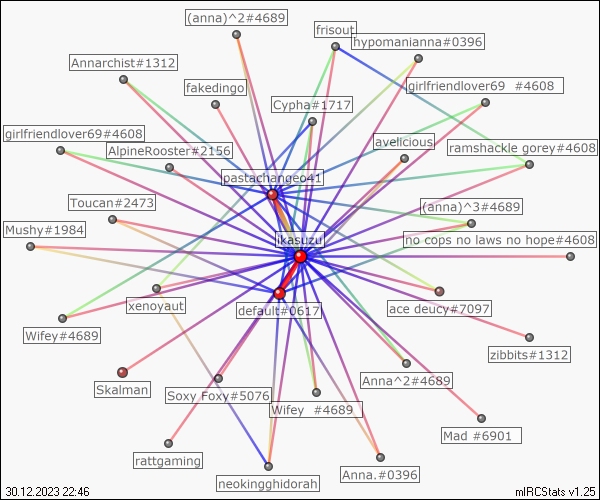 (anna)^2#4689
frisout
hypomanianna#0396
Annarchist#1312
fakedingo
girlfriendlover69 #4608
Cypha#1717
girlfriendlover69#4608
avelicious
AlpineRooster#2156
ramshackle gorey#4608
pastachangeo41
Toucan#2473
(anna)^3#4689
Mushy#1984
ikasuzu
no cops no laws no hope#4608
xenoyaut
default#0617
ace deucy#7097
Wifey#4689
zibbits#1312
Skalman
Soxy Foxy#5076
Anna^2#4689
Wifey #4689
Mad #6901
rattgaming
Anna.#0396
neokingghidorah
30.12.2023 22:46
mIRCStats v1.25